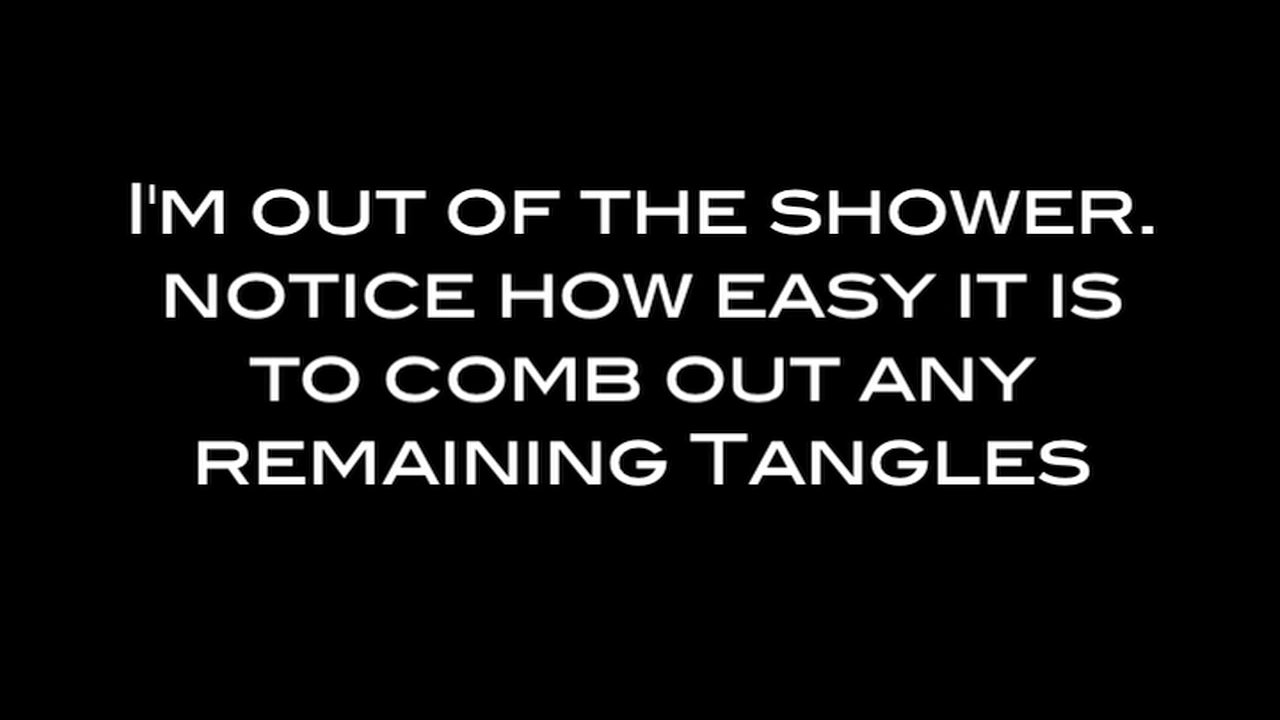 I'm out of the shower.
notice how easy it is
to comb out any
remaining Tangles